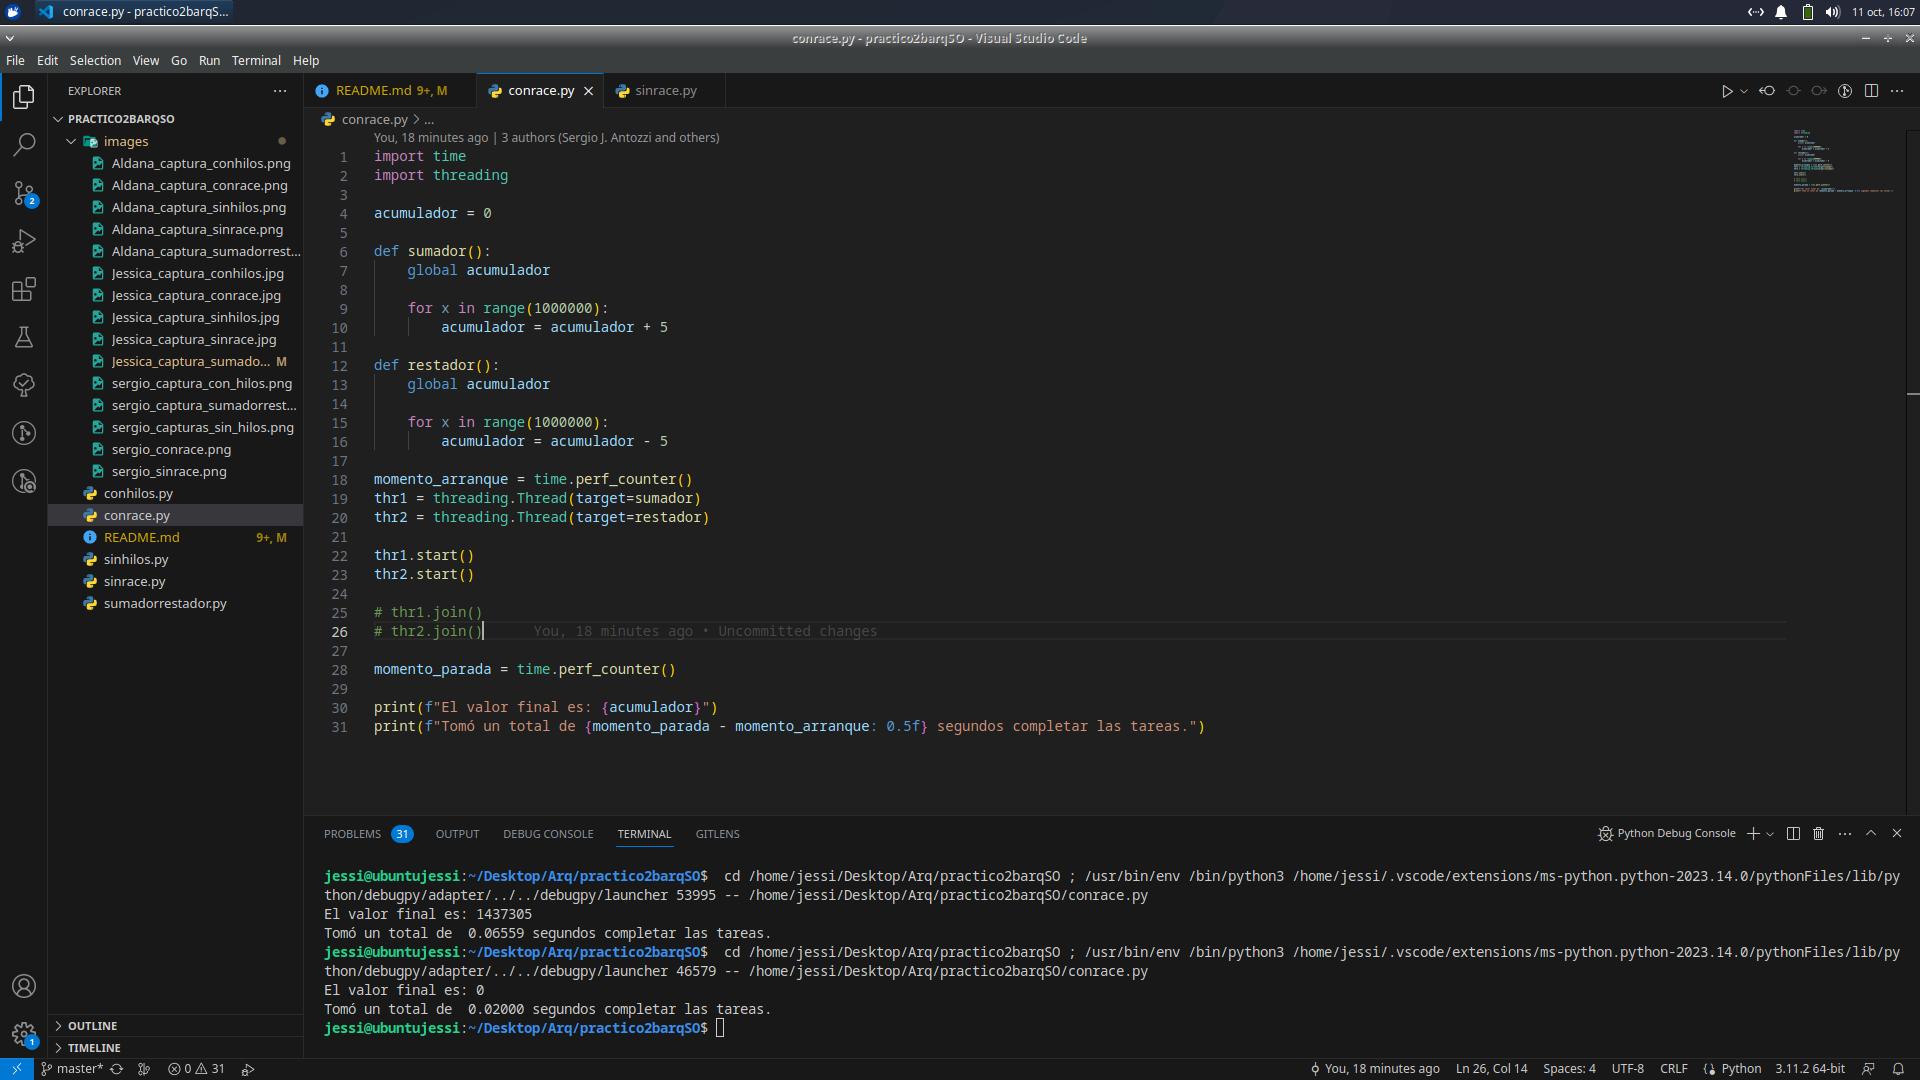 conrace.py - practico2barqS...
11 oct, 16:07
conrace.py - practico2barqSO - Visual Studio Code
File Edit Selection View Go Run Terminal Help
EXPLORER
PRACTICO2BARQSO
images
Aldana_captura_conhilos.png
Aldana_captura_conrace.png
Aldana_captura_sinhilos.png
Aldana_captura_sinrace.png
Aldana_captura_sumadorrest...
Jessica_captura_conhilos.jpg
Jessica_captura_conrace.jpg
Jessica_captura_sinhilos.jpg
Jessica_captura_sinrace.jpg
Jessica_captura_sumado... M
sergio_captura_con_hilos.png
sergio_captura_sumadorrest...
sergio_capturas_sin_hilos.png
sergio_conrace.png
sergio_sinrace.png
conhilos.py
conrace.py
README.md 9+, M
sinhilos.py
sinrace.py
sumadorrestador.py
OUTLINE
TIMELINE
2
1
README.md 9+, M
conrace.py
sinrace.py
conrace.py > ...
You, 18 minutes ago | 3 authors (Sergio J. Antozzi and others)
1 import time
2 import threading
3
4 acumulador = 0
5
6 def sumador():
7 global acumulador
8
9 for x in range(1000000):
10 acumulador = acumulador + 5
11
12 def restador():
13 global acumulador
14
15 for x in range(1000000):
16 acumulador = acumulador - 5
17
18 momento_arranque = time.perf_counter()
19 thr1 = threading.Thread(target=sumador)
20 thr2 = threading.Thread(target=restador)
21
22 thr1.start()
23 thr2.start()
24
25 # thr1.join()
26 # thr2.join() You, 18 minutes ago • Uncommitted changes
27
28 momento_parada = time.perf_counter()
29
30 print(f"El valor final es: {acumulador}")
31 print(f"Tomó un total de {momento_parada - momento_arranque: 0.5f} segundos completar las tareas.")
PROBLEMS 31 OUTPUT DEBUG CONSOLE TERMINAL GITLENS
Python Debug Console
jessi@ubuntujessi:~/Desktop/Arq/practico2barqSO$ cd /home/jessi/Desktop/Arq/practico2barqSO ; /usr/bin/env /bin/python3 /home/jessi/.vscode/extensions/ms-python.python-2023.14.0/pythonFiles/lib/py
thon/debugpy/adapter/../../debugpy/launcher 53995 -- /home/jessi/Desktop/Arq/practico2barqSO/conrace.py
El valor final es: 1437305
Tomó un total de  0.06559 segundos completar las tareas.
jessi@ubuntujessi:~/Desktop/Arq/practico2barqSO$ cd /home/jessi/Desktop/Arq/practico2barqSO ; /usr/bin/env /bin/python3 /home/jessi/.vscode/extensions/ms-python.python-2023.14.0/pythonFiles/lib/py
thon/debugpy/adapter/../../debugpy/launcher 46579 -- /home/jessi/Desktop/Arq/practico2barqSO/conrace.py
El valor final es: 0
Tomó un total de  0.02000 segundos completar las tareas.
jessi@ubuntujessi:~/Desktop/Arq/practico2barqSO$
master* 0 31 You, 18 minutes ago Ln 26, Col 14 Spaces: 4 UTF-8 CRLF Python 3.11.2 64-bit